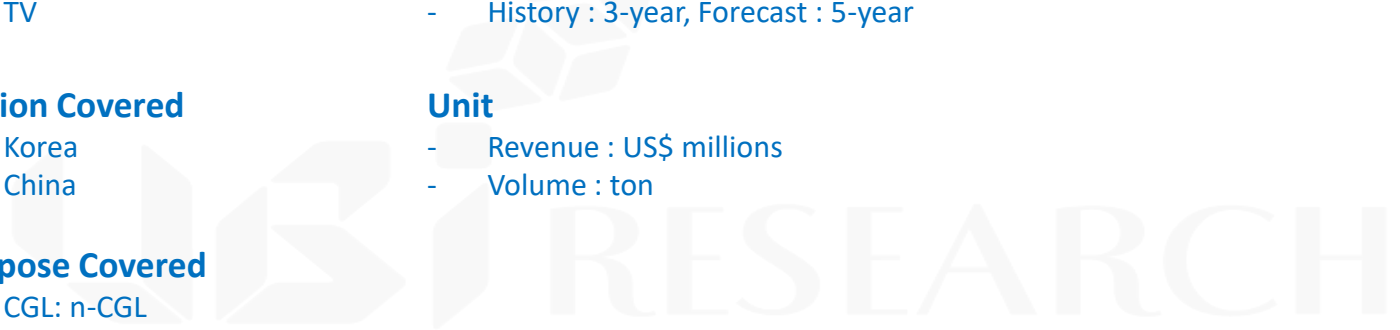 TV
- History : 3-year, Forecast : 5-year
ion Covered
Unit
Korea
- Revenue : US$ millions
China
- Volume : ton
pose Covered
CGL: n-CGL
UBI RESEARCH